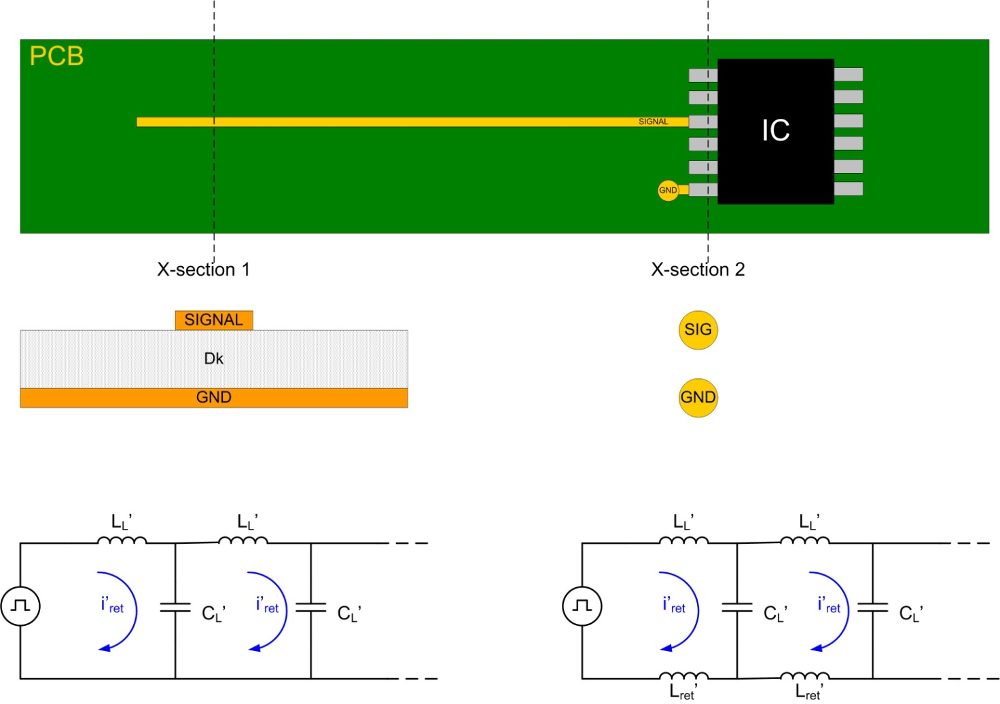 PCB
SIGNAL
IC
GND
X-section 1
X-section 2
SIGNAL
Dk
GND
SIG
GND
L_L’ L_L’
i’_ret C_L’ i’_ret C_L’
L_L’ L_L’
i’_ret C_L’ i’_ret C_L’
L_ret’ L_ret’